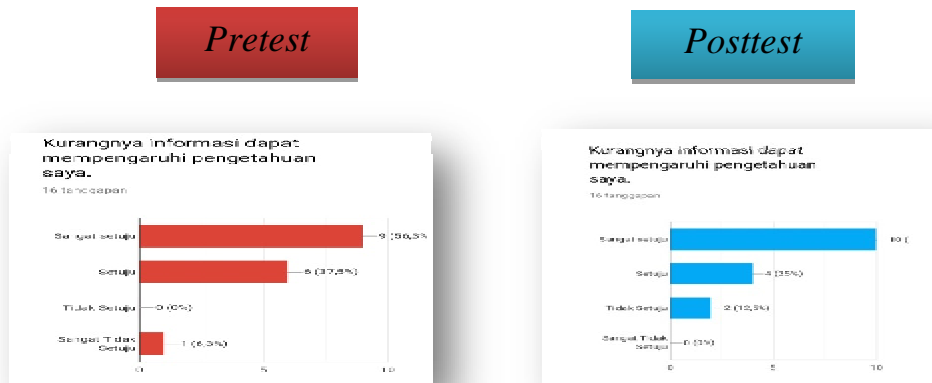 Pretest
Posttest
Kurangnya informasi dapat
mempengaruhi pengetahuan
saya.
16 tanggapan
Sangat setuju
9 (56,3%
Setuju
6 (37,5%)
Tidak Setuju
0 (0%)
Sangat Tidak
Setuju
1 (6,3%)
0
5
10
Kurangnya informasi dapat
mempengaruhi pengetahuan
saya.
16 tanggapan
Sangat setuju
10 (
Setuju
4 (25%)
Tidak Setuju
2 (12,5%)
Sangat Tidak
Setuju
0 (0%)
0
5
10